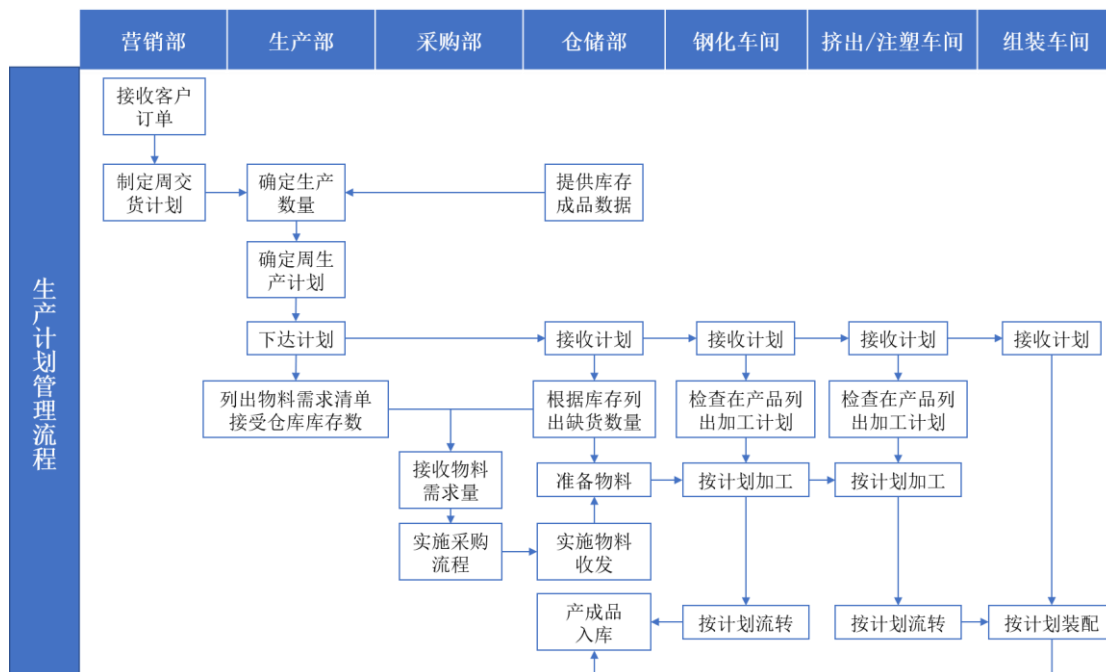 营销部
生产部
采购部
仓储部
钢化车间
挤出/注塑车间
组装车间
生产计划管理流程
接收客户
订单
制定周交
货计划
确定生产
数量
提供库存
成品数据
确定周生
产计划
下达计划
接收计划
接收计划
接收计划
接收计划
列出物料需求清单
接受仓库库存数
根据库存列
出缺货数量
检查在产品列
出加工计划
检查在产品列
出加工计划
接收物料
需求量
准备物料
按计划加工
按计划加工
实施采购
流程
实施物料
收发
产成品
入库
按计划流转
按计划流转
按计划装配